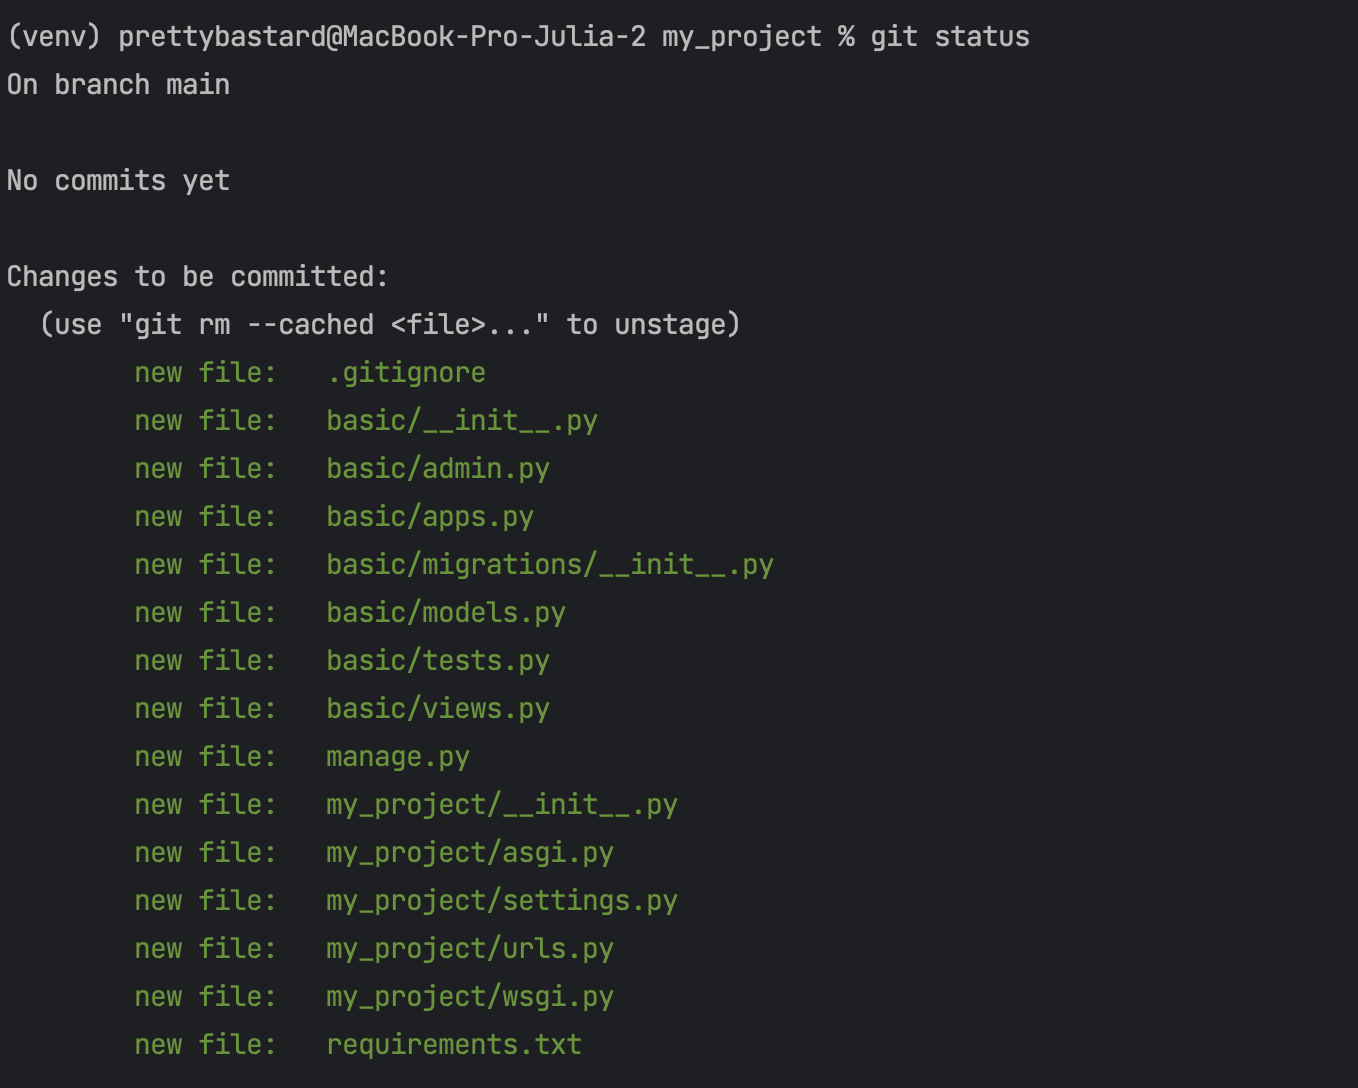 (venv) prettybastard@MacBook-Pro-Julia-2 my_project % git status
On branch main
No commits yet
Changes to be committed:
  (use "git rm --cached <file>..." to unstage)
        new file:   .gitignore
        new file:   basic/__init__.py
        new file:   basic/admin.py
        new file:   basic/apps.py
        new file:   basic/migrations/__init__.py
        new file:   basic/models.py
        new file:   basic/tests.py
        new file:   basic/views.py
        new file:   manage.py
        new file:   my_project/__init__.py
        new file:   my_project/asgi.py
        new file:   my_project/settings.py
        new file:   my_project/urls.py
        new file:   my_project/wsgi.py
        new file:   requirements.txt